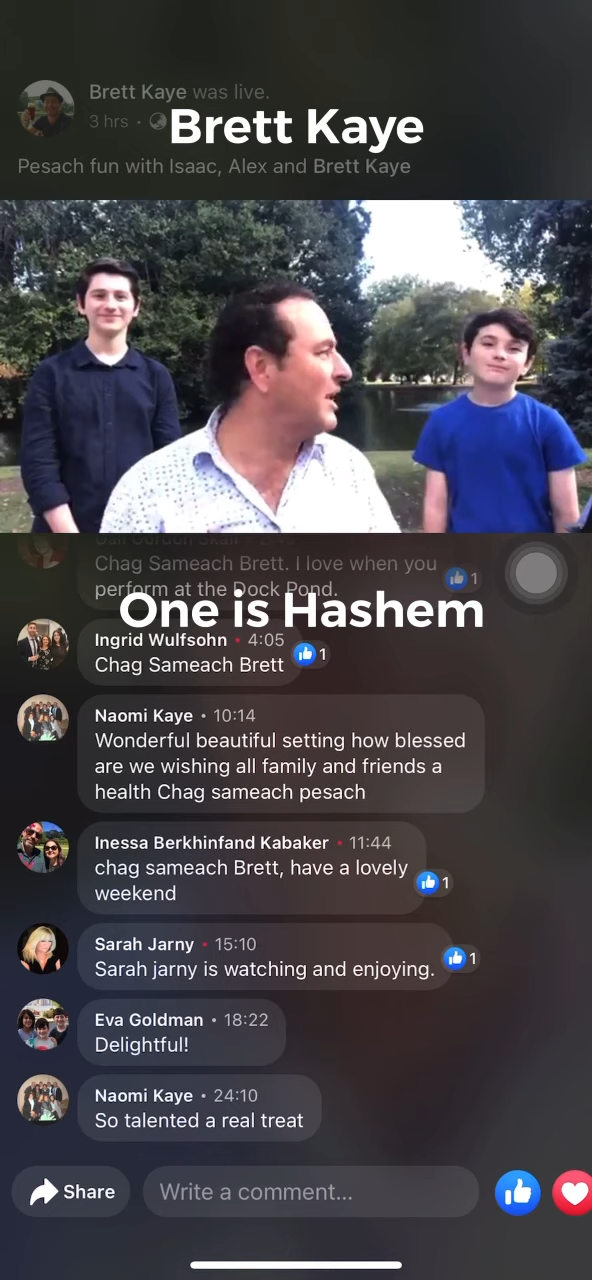 Brett Kaye was live.
3 hrs ·
Brett Kaye
Pesach fun with Isaac, Alex and Brett Kaye
Chag Sameach Brett. I love when you
perform at the Dock Pond.
1
One is Hashem
Ingrid Wulfsohn • 4:05
Chag Sameach Brett
1
Naomi Kaye • 10:14
Wonderful beautiful setting how blessed
are we wishing all family and friends a
health Chag sameach pesach
Inessa Berkhinfand Kabaker • 11:44
chag sameach Brett, have a lovely
weekend
1
Sarah Jarny • 15:10
Sarah jarny is watching and enjoying.
1
Eva Goldman • 18:22
Delightful!
Naomi Kaye • 24:10
So talented a real treat
Share
Write a comment...